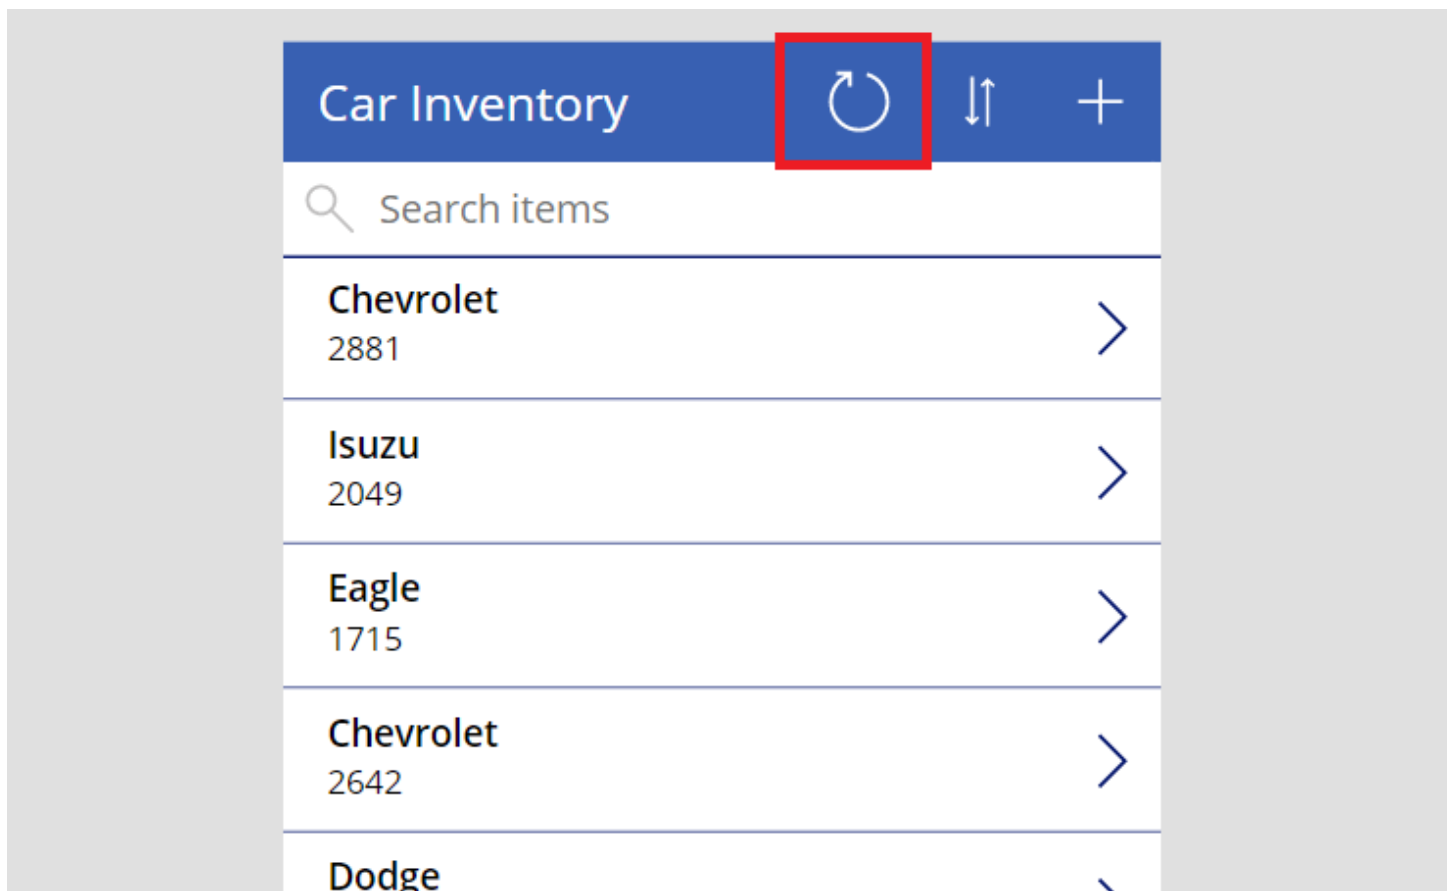 Car Inventory
Search items
Chevrolet
2881
Isuzu
2049
Eagle
1715
Chevrolet
2642
Dodge